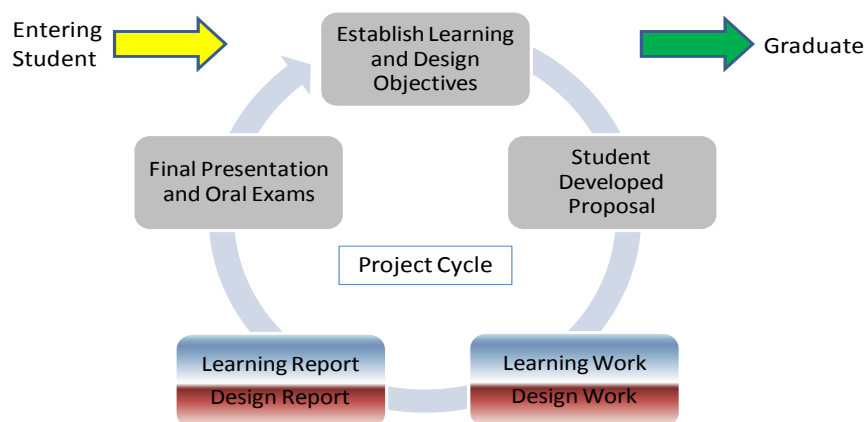 Entering
Student
Establish Learning
and Design
Objectives
Graduate
Student
Developed
Proposal
Learning Work
Design Work
Learning Report
Design Report
Final Presentation
and Oral Exams
Project Cycle